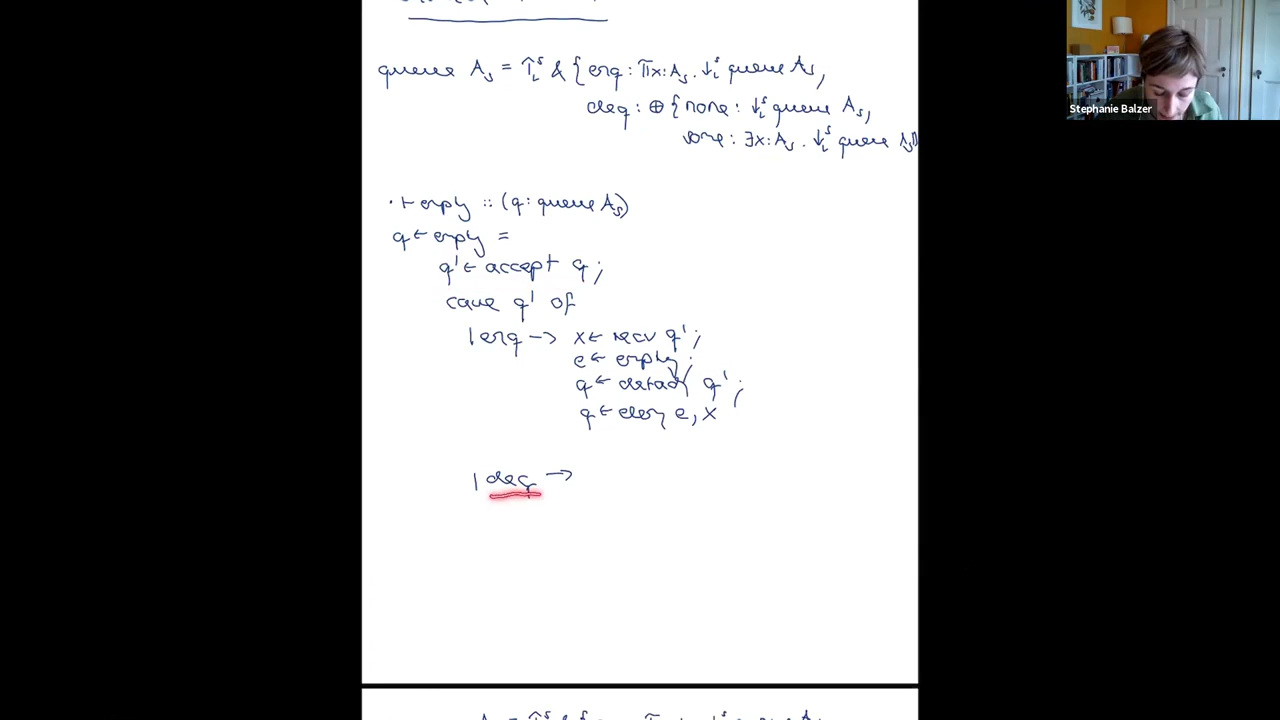 queue A_s = ↑_L^s & { enq : Πx:A_s . ↓_L^s queue A_s,
deq : ⊕ { none : ↓_L^s queue A_s,
some : ∃x:A_s . ↓_L^s queue A_s }}
· ⊢ empty :: (q : queue A_s)
q ← empty =
q' ← accept q ;
case q' of
| enq → x ← recv q' ;
e ← empty ;
q ← detach q' ;
q ← elem e, x
| deq →
Stephanie Balzer